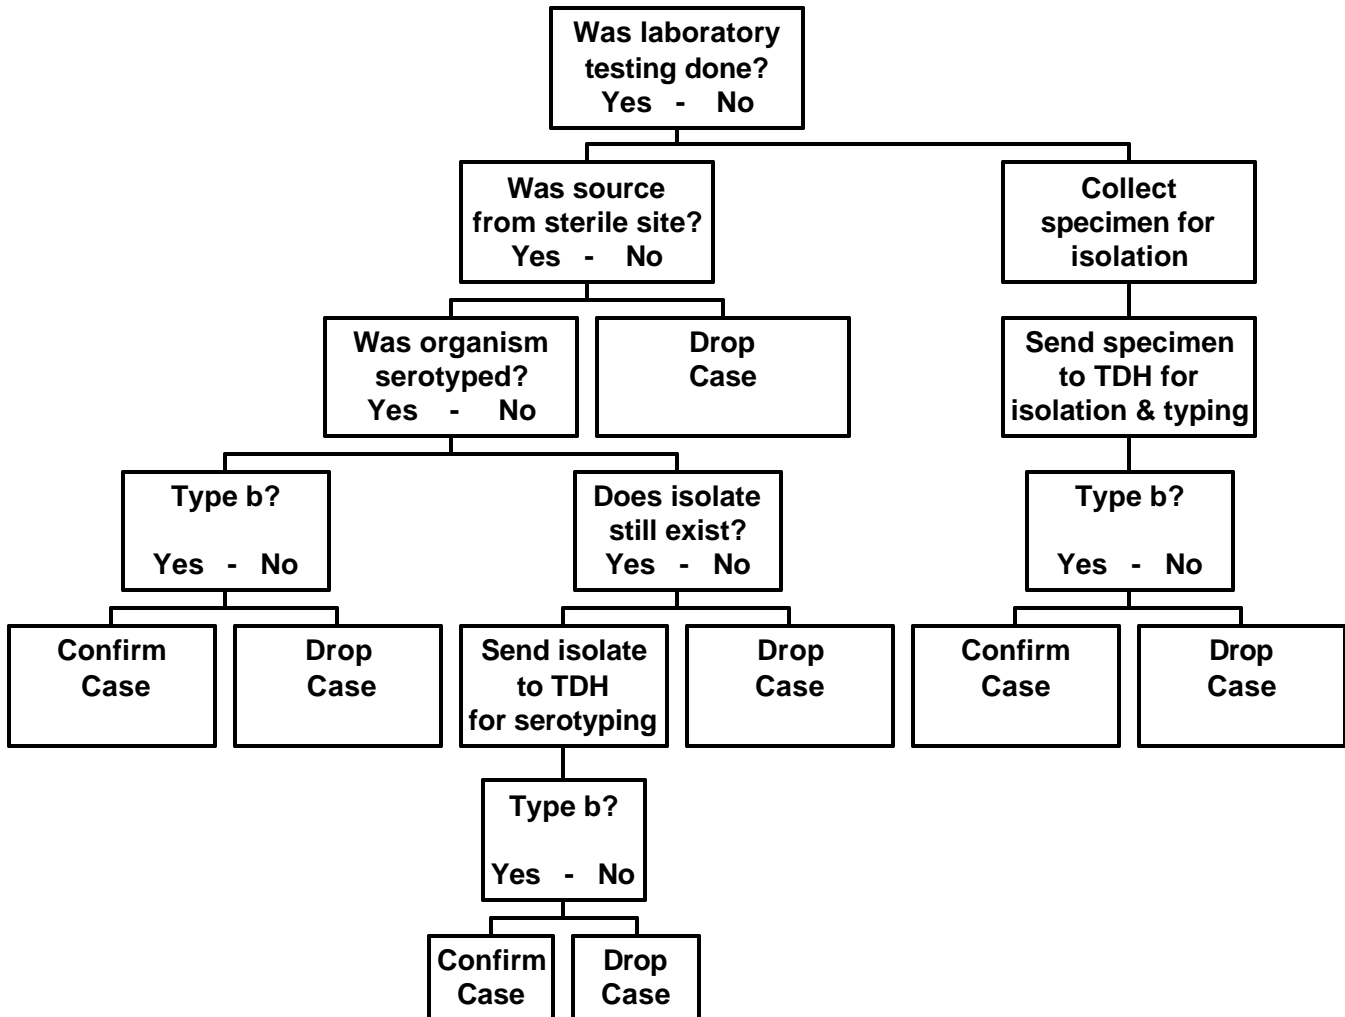 Was laboratory
testing done?
Yes - No
Was source
from sterile site?
Yes - No
Collect
specimen for
isolation
Was organism
serotyped?
Yes - No
Drop
Case
Send specimen
to TDH for
isolation & typing
Type b?
Yes - No
Does isolate
still exist?
Yes - No
Type b?
Yes - No
Confirm
Case
Drop
Case
Send isolate
to TDH
for serotyping
Drop
Case
Confirm
Case
Drop
Case
Type b?
Yes - No
Confirm
Case
Drop
Case